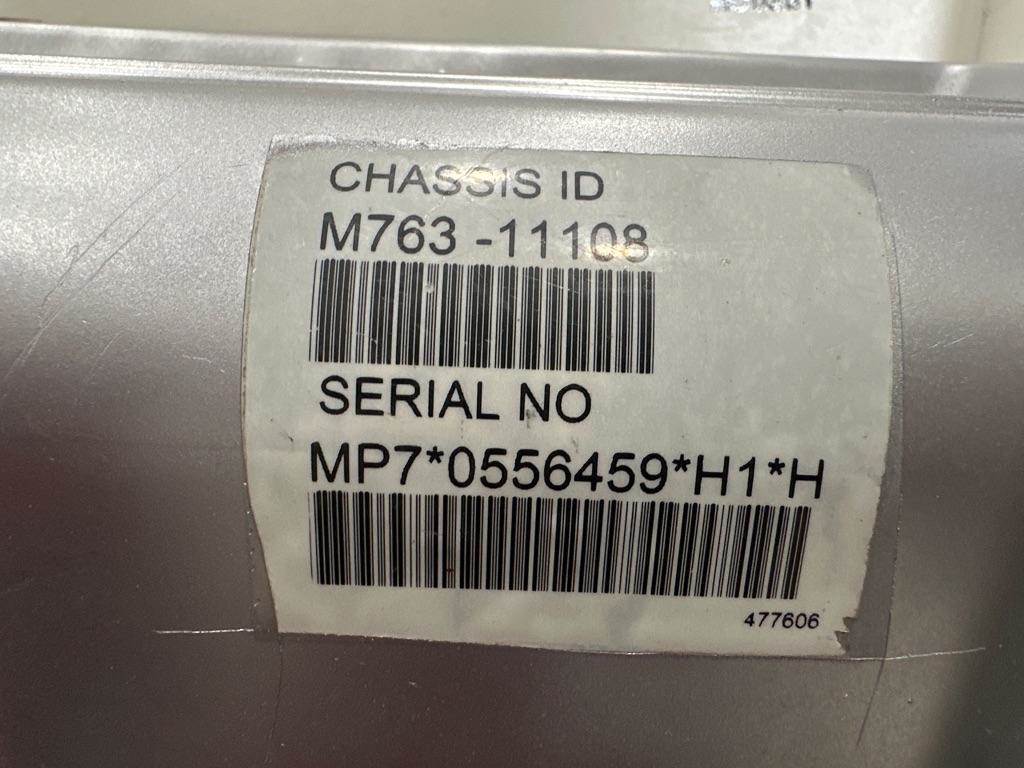 CHASSIS ID
M763 -11108
SERIAL NO
MP7*0556459*H1*H
477606